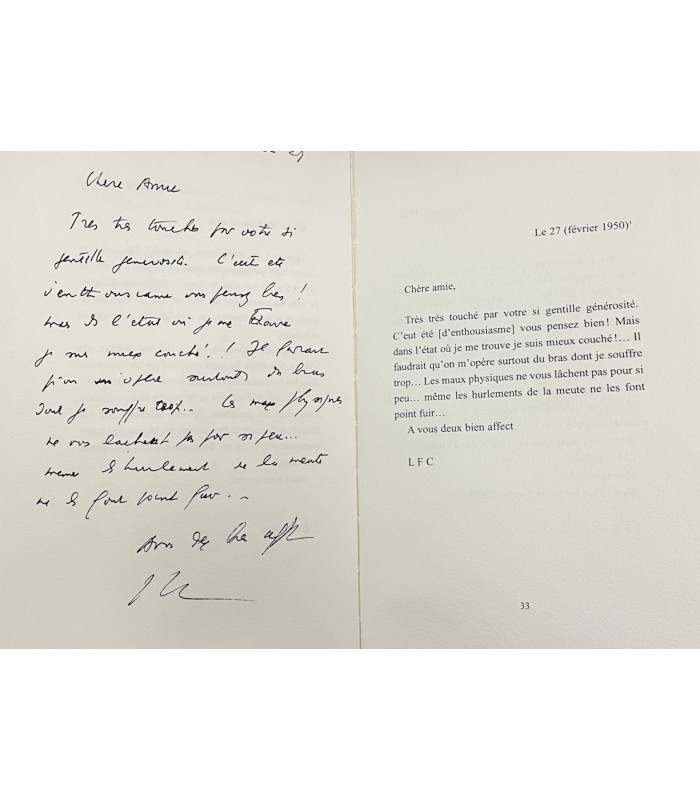 Chère Amie
Très très touché par votre si
gentille générosité. C'eut été
d'enthousiasme vous pensez bien !
Mais ds l'état où je me trouve
je suis mieux couché ! Il faudrait
qu'on m'opère surtout du bras
dont je souffre trop... Les maux physiques
ne vous lachent pas pour si peu...
même les hurlements de la meute
ne les font point fuir...
Le 27 (février 1950)¹
Chère amie,
Très très touché par votre si gentille générosité.
C'eut été [d'enthousiasme] vous pensez bien ! Mais
dans l'état où je me trouve je suis mieux couché !… Il
faudrait qu'on m'opère surtout du bras dont je souffre
trop… Les maux physiques ne vous lâchent pas pour si
peu… même les hurlements de la meute ne les font
point fuir…
A vous deux bien affect
L F C
33